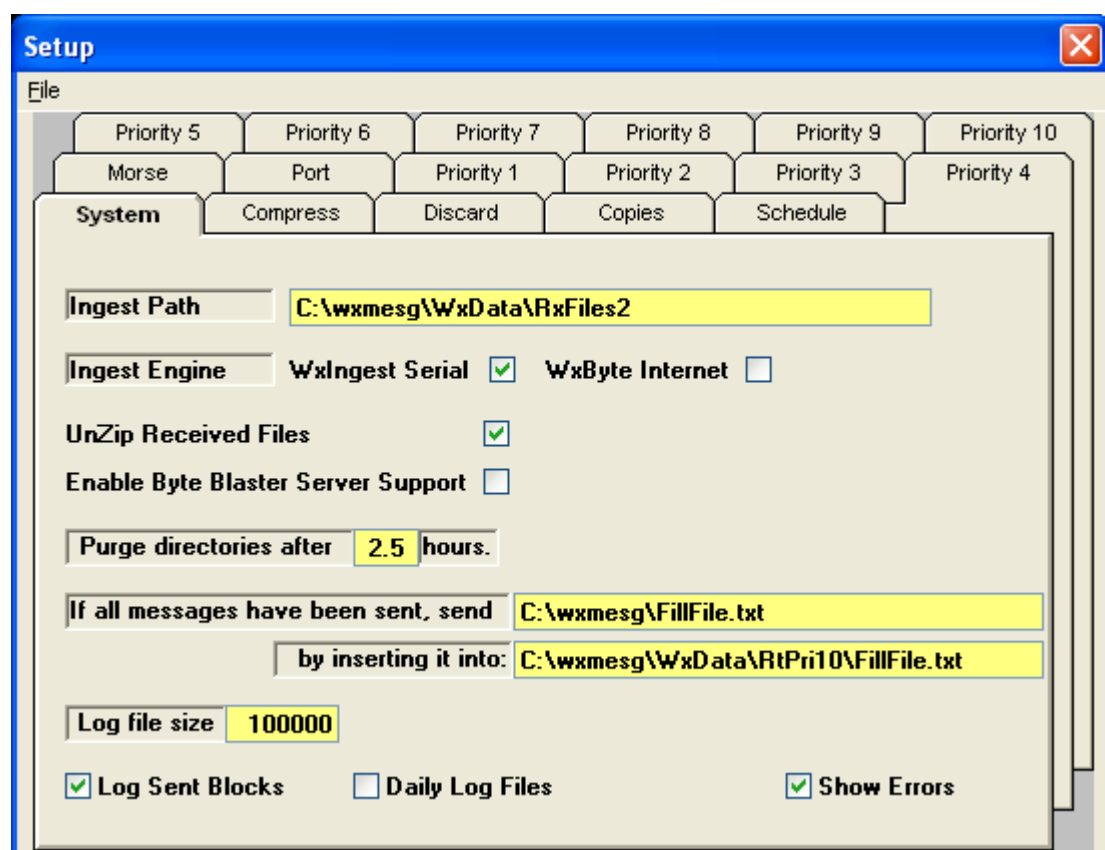 Setup
File
Priority 5 Priority 6 Priority 7 Priority 8 Priority 9 Priority 10
Morse Port Priority 1 Priority 2 Priority 3 Priority 4
System Compress Discard Copies Schedule
Ingest Path C:\wxmesg\WxData\RxFiles2
Ingest Engine WxIngest Serial WxByte Internet
UnZip Received Files
Enable Byte Blaster Server Support
Purge directories after 2.5 hours.
If all messages have been sent, send C:\wxmesg\FillFile.txt
by inserting it into: C:\wxmesg\WxData\RtPri10\FillFile.txt
Log file size 100000
Log Sent Blocks Daily Log Files Show Errors